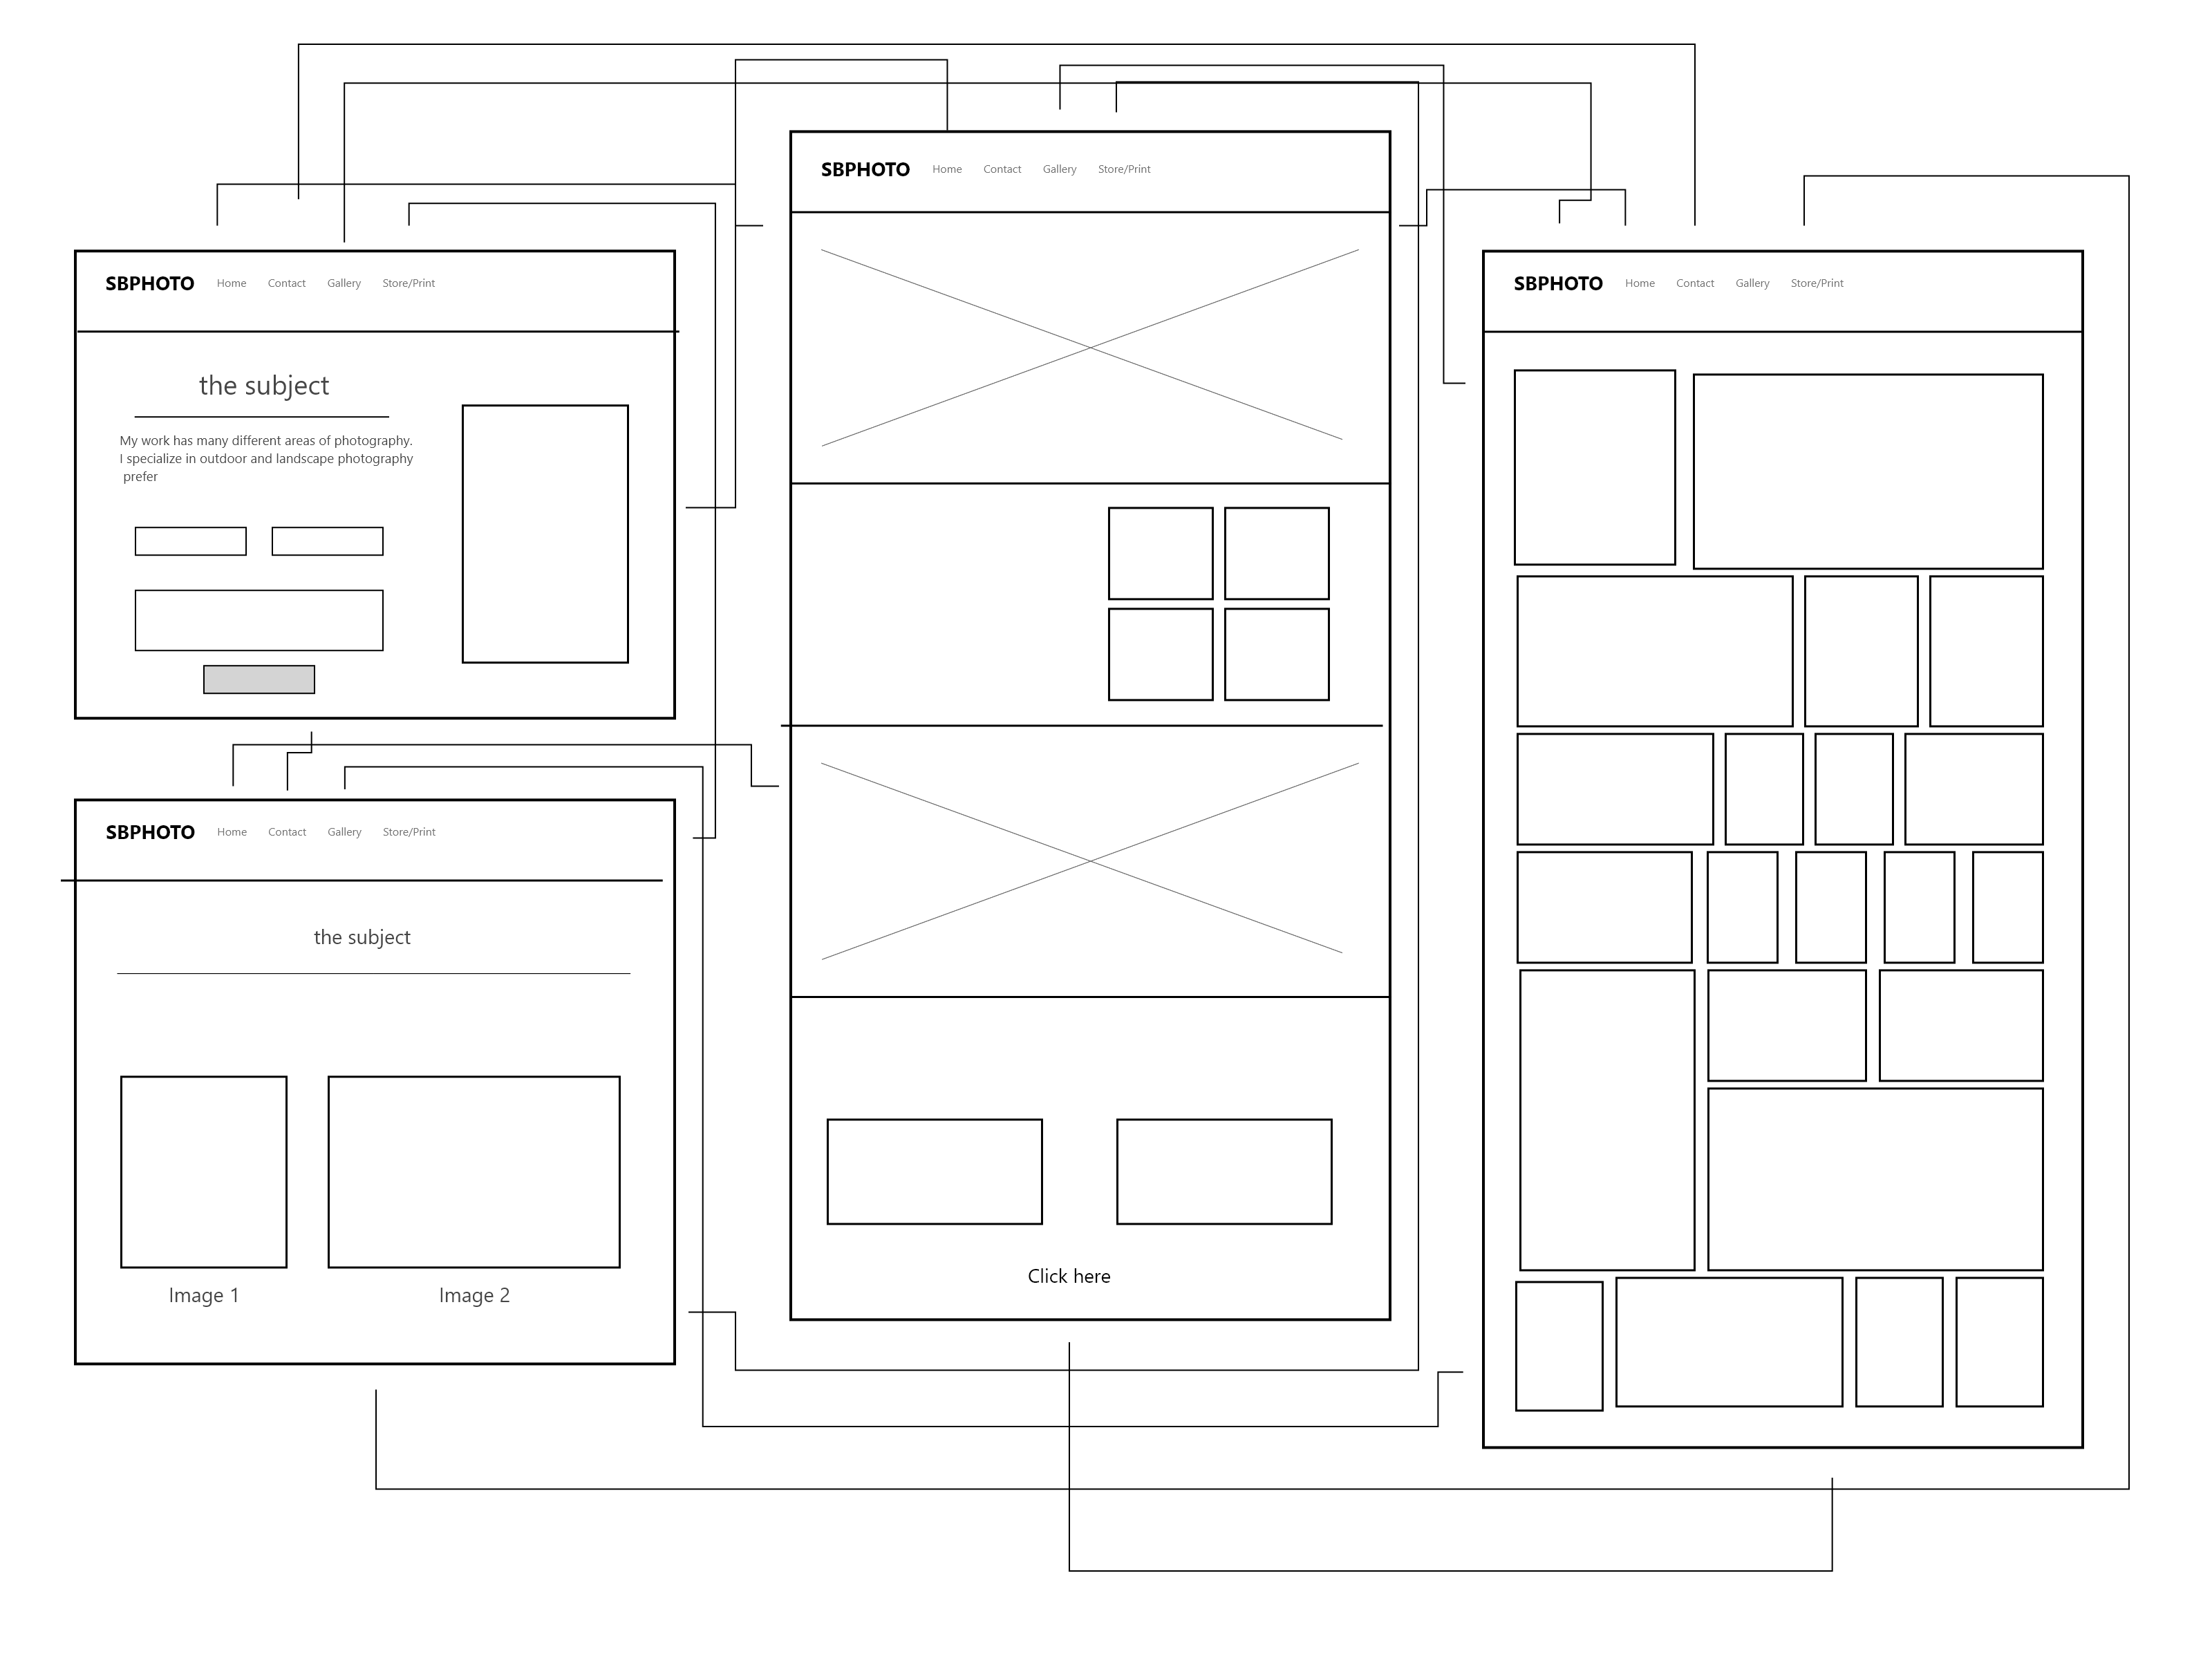 SBPHOTO Home Contact Gallery Store/Print
the subject
My work has many different areas of photography.
I specialize in outdoor and landscape photography
prefer
SBPHOTO Home Contact Gallery Store/Print
the subject
Image 1 Image 2
SBPHOTO Home Contact Gallery Store/Print
Click here
SBPHOTO Home Contact Gallery Store/Print